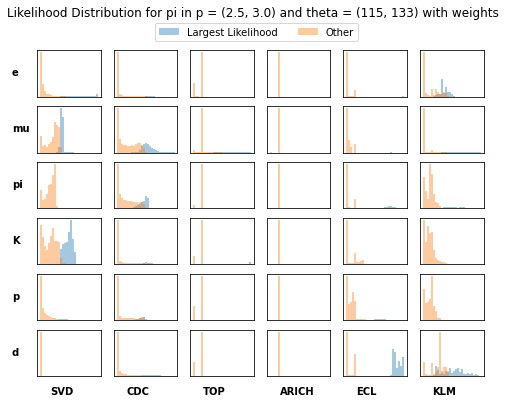 Likelihood Distribution for pi in p = (2.5, 3.0) and theta = (115, 133) with weights
Largest Likelihood Other
e
mu
pi
K
p
d
SVD CDC TOP ARICH ECL KLM